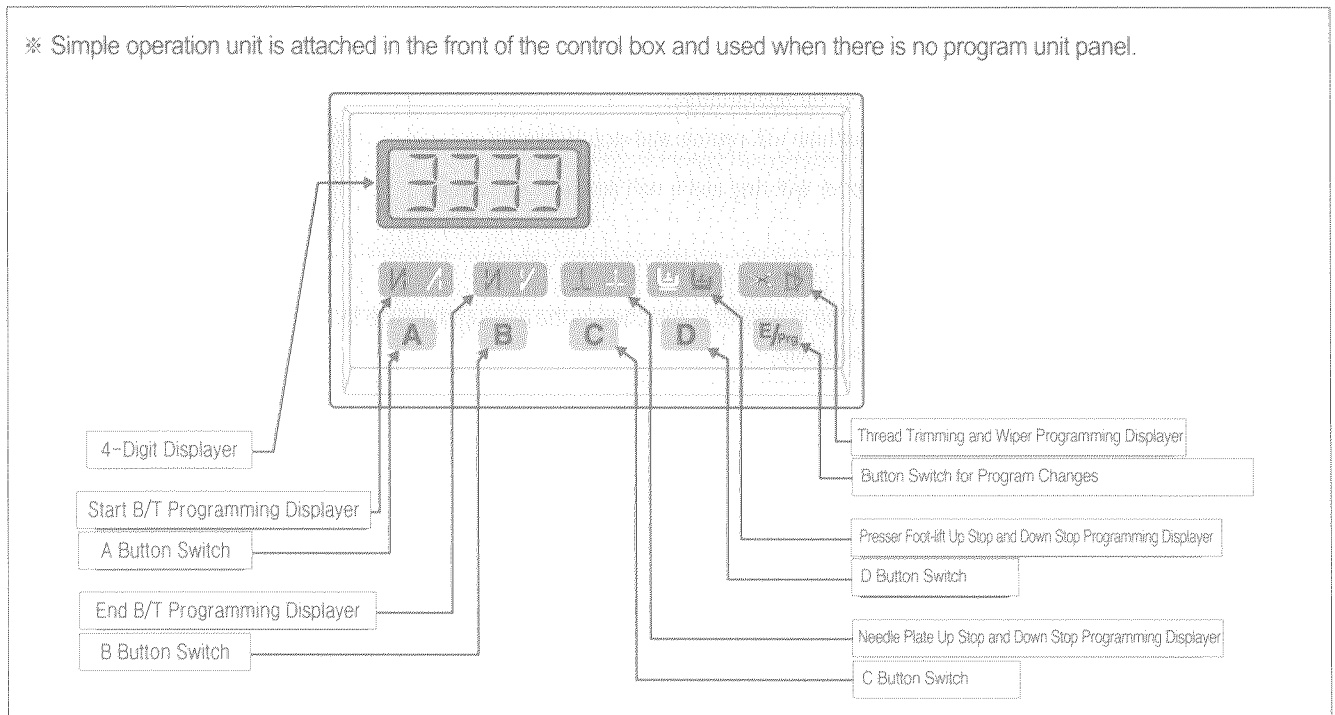 ※ Simple operation unit is attached in the front of the control box and used when there is no program unit panel.
3333
A B C D E/Prg.
4-Digit Displayer
Start B/T Programming Displayer
A Button Switch
End B/T Programming Displayer
B Button Switch
Thread Trimming and Wiper Programming Displayer
Button Switch for Program Changes
Presser Foot-lift Up Stop and Down Stop Programming Displayer
D Button Switch
Needle Plate Up Stop and Down Stop Programming Displayer
C Button Switch